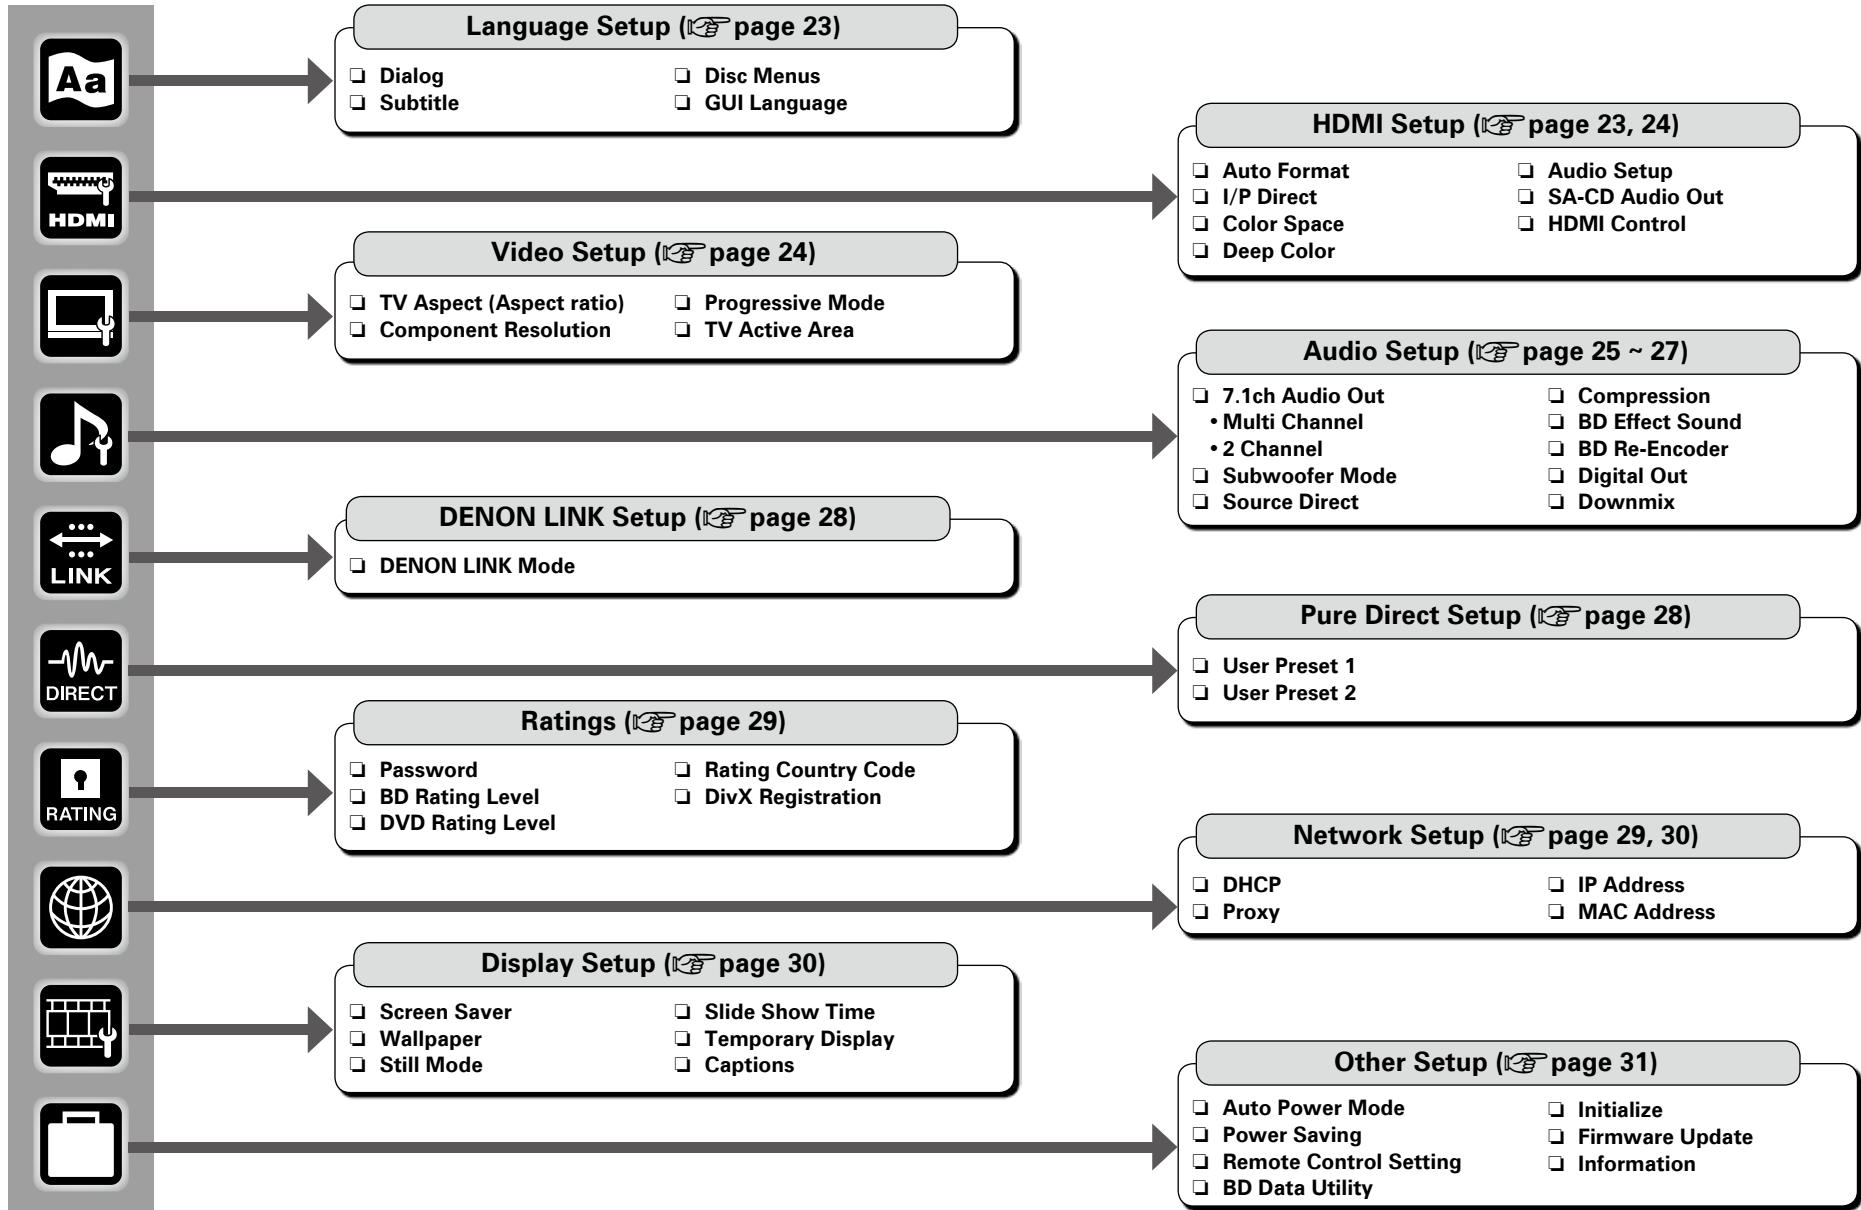 Aa
Language Setup (☞ page 23)
❏ Dialog
❏ Subtitle
❏ Disc Menus
❏ GUI Language
HDMI
HDMI Setup (☞ page 23, 24)
❏ Auto Format
❏ I/P Direct
❏ Color Space
❏ Deep Color
❏ Audio Setup
❏ SA-CD Audio Out
❏ HDMI Control
Video Setup (☞ page 24)
❏ TV Aspect (Aspect ratio)
❏ Component Resolution
❏ Progressive Mode
❏ TV Active Area
Audio Setup (☞ page 25 ~ 27)
❏ 7.1ch Audio Out
• Multi Channel
• 2 Channel
❏ Subwoofer Mode
❏ Source Direct
❏ Compression
❏ BD Effect Sound
❏ BD Re-Encoder
❏ Digital Out
❏ Downmix
LINK
DENON LINK Setup (☞ page 28)
❏ DENON LINK Mode
DIRECT
Pure Direct Setup (☞ page 28)
❏ User Preset 1
❏ User Preset 2
RATING
Ratings (☞ page 29)
❏ Password
❏ BD Rating Level
❏ DVD Rating Level
❏ Rating Country Code
❏ DivX Registration
Network Setup (☞ page 29, 30)
❏ DHCP
❏ Proxy
❏ IP Address
❏ MAC Address
Display Setup (☞ page 30)
❏ Screen Saver
❏ Wallpaper
❏ Still Mode
❏ Slide Show Time
❏ Temporary Display
❏ Captions
Other Setup (☞ page 31)
❏ Auto Power Mode
❏ Power Saving
❏ Remote Control Setting
❏ BD Data Utility
❏ Initialize
❏ Firmware Update
❏ Information